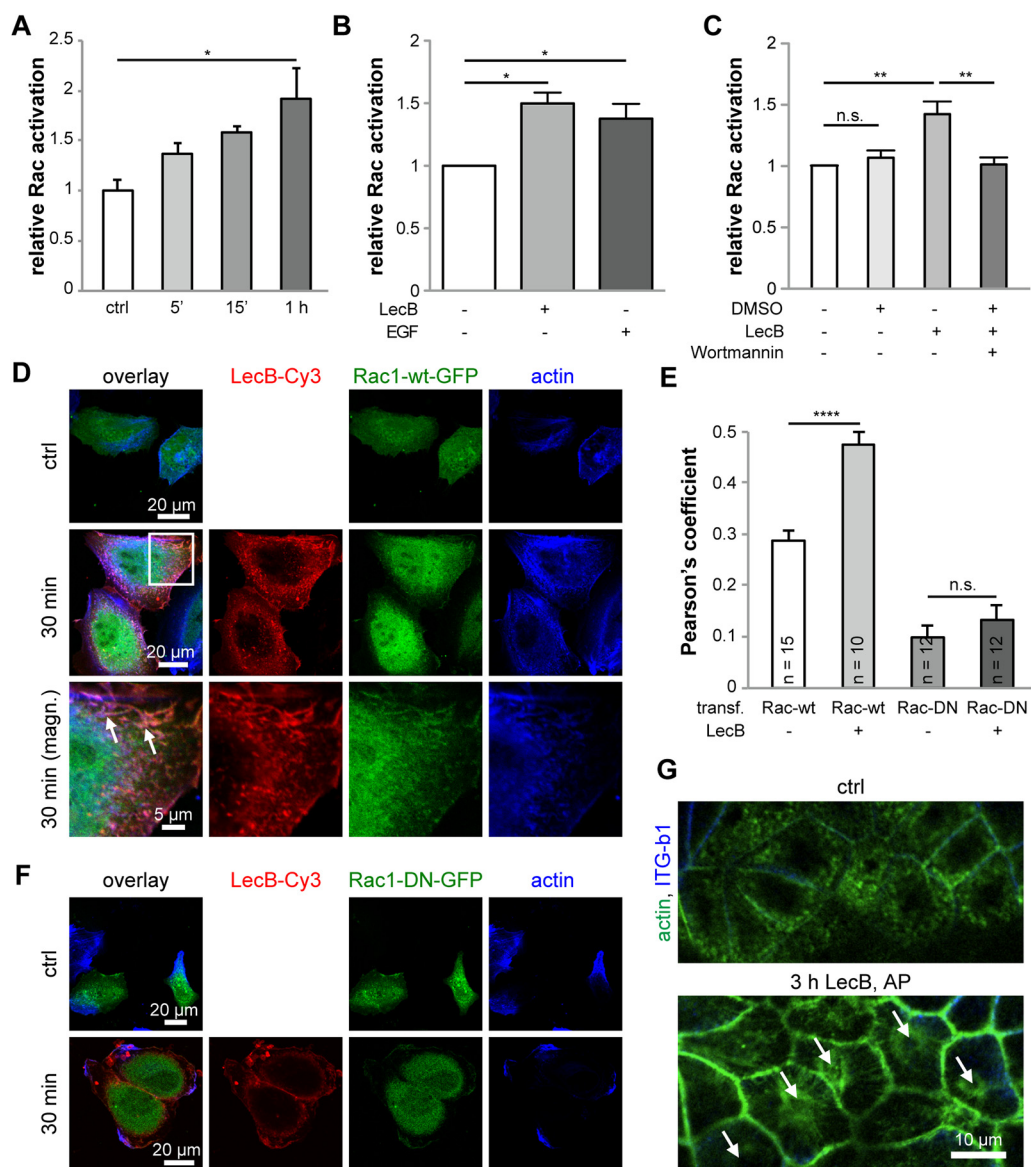 A
relative Rac activation
2.5
2
1.5
1
0.5
0
*
ctrl 5' 15' 1 h
B
relative Rac activation
2
1.5
1
0.5
0
*
*
LecB - + -
EGF - - +
C
relative Rac activation
2
1.5
1
0.5
0
** **
n.s.
DMSO - + - +
LecB - - + +
Wortmannin - - - +
D
overlay LecB-Cy3 Rac1-wt-GFP actin
ctrl
20 µm
30 min
20 µm
30 min (magn.)
5 µm
E
Pearson's coefficient
0.5
0.4
0.3
0.2
0.1
0
****
n.s.
n = 15 n = 10 n = 12 n = 12
transf. Rac-wt Rac-wt Rac-DN Rac-DN
LecB - + - +
F
overlay LecB-Cy3 Rac1-DN-GFP actin
ctrl
20 µm
30 min
20 µm
G
ctrl
actin, ITG-b1
3 h LecB, AP
10 µm